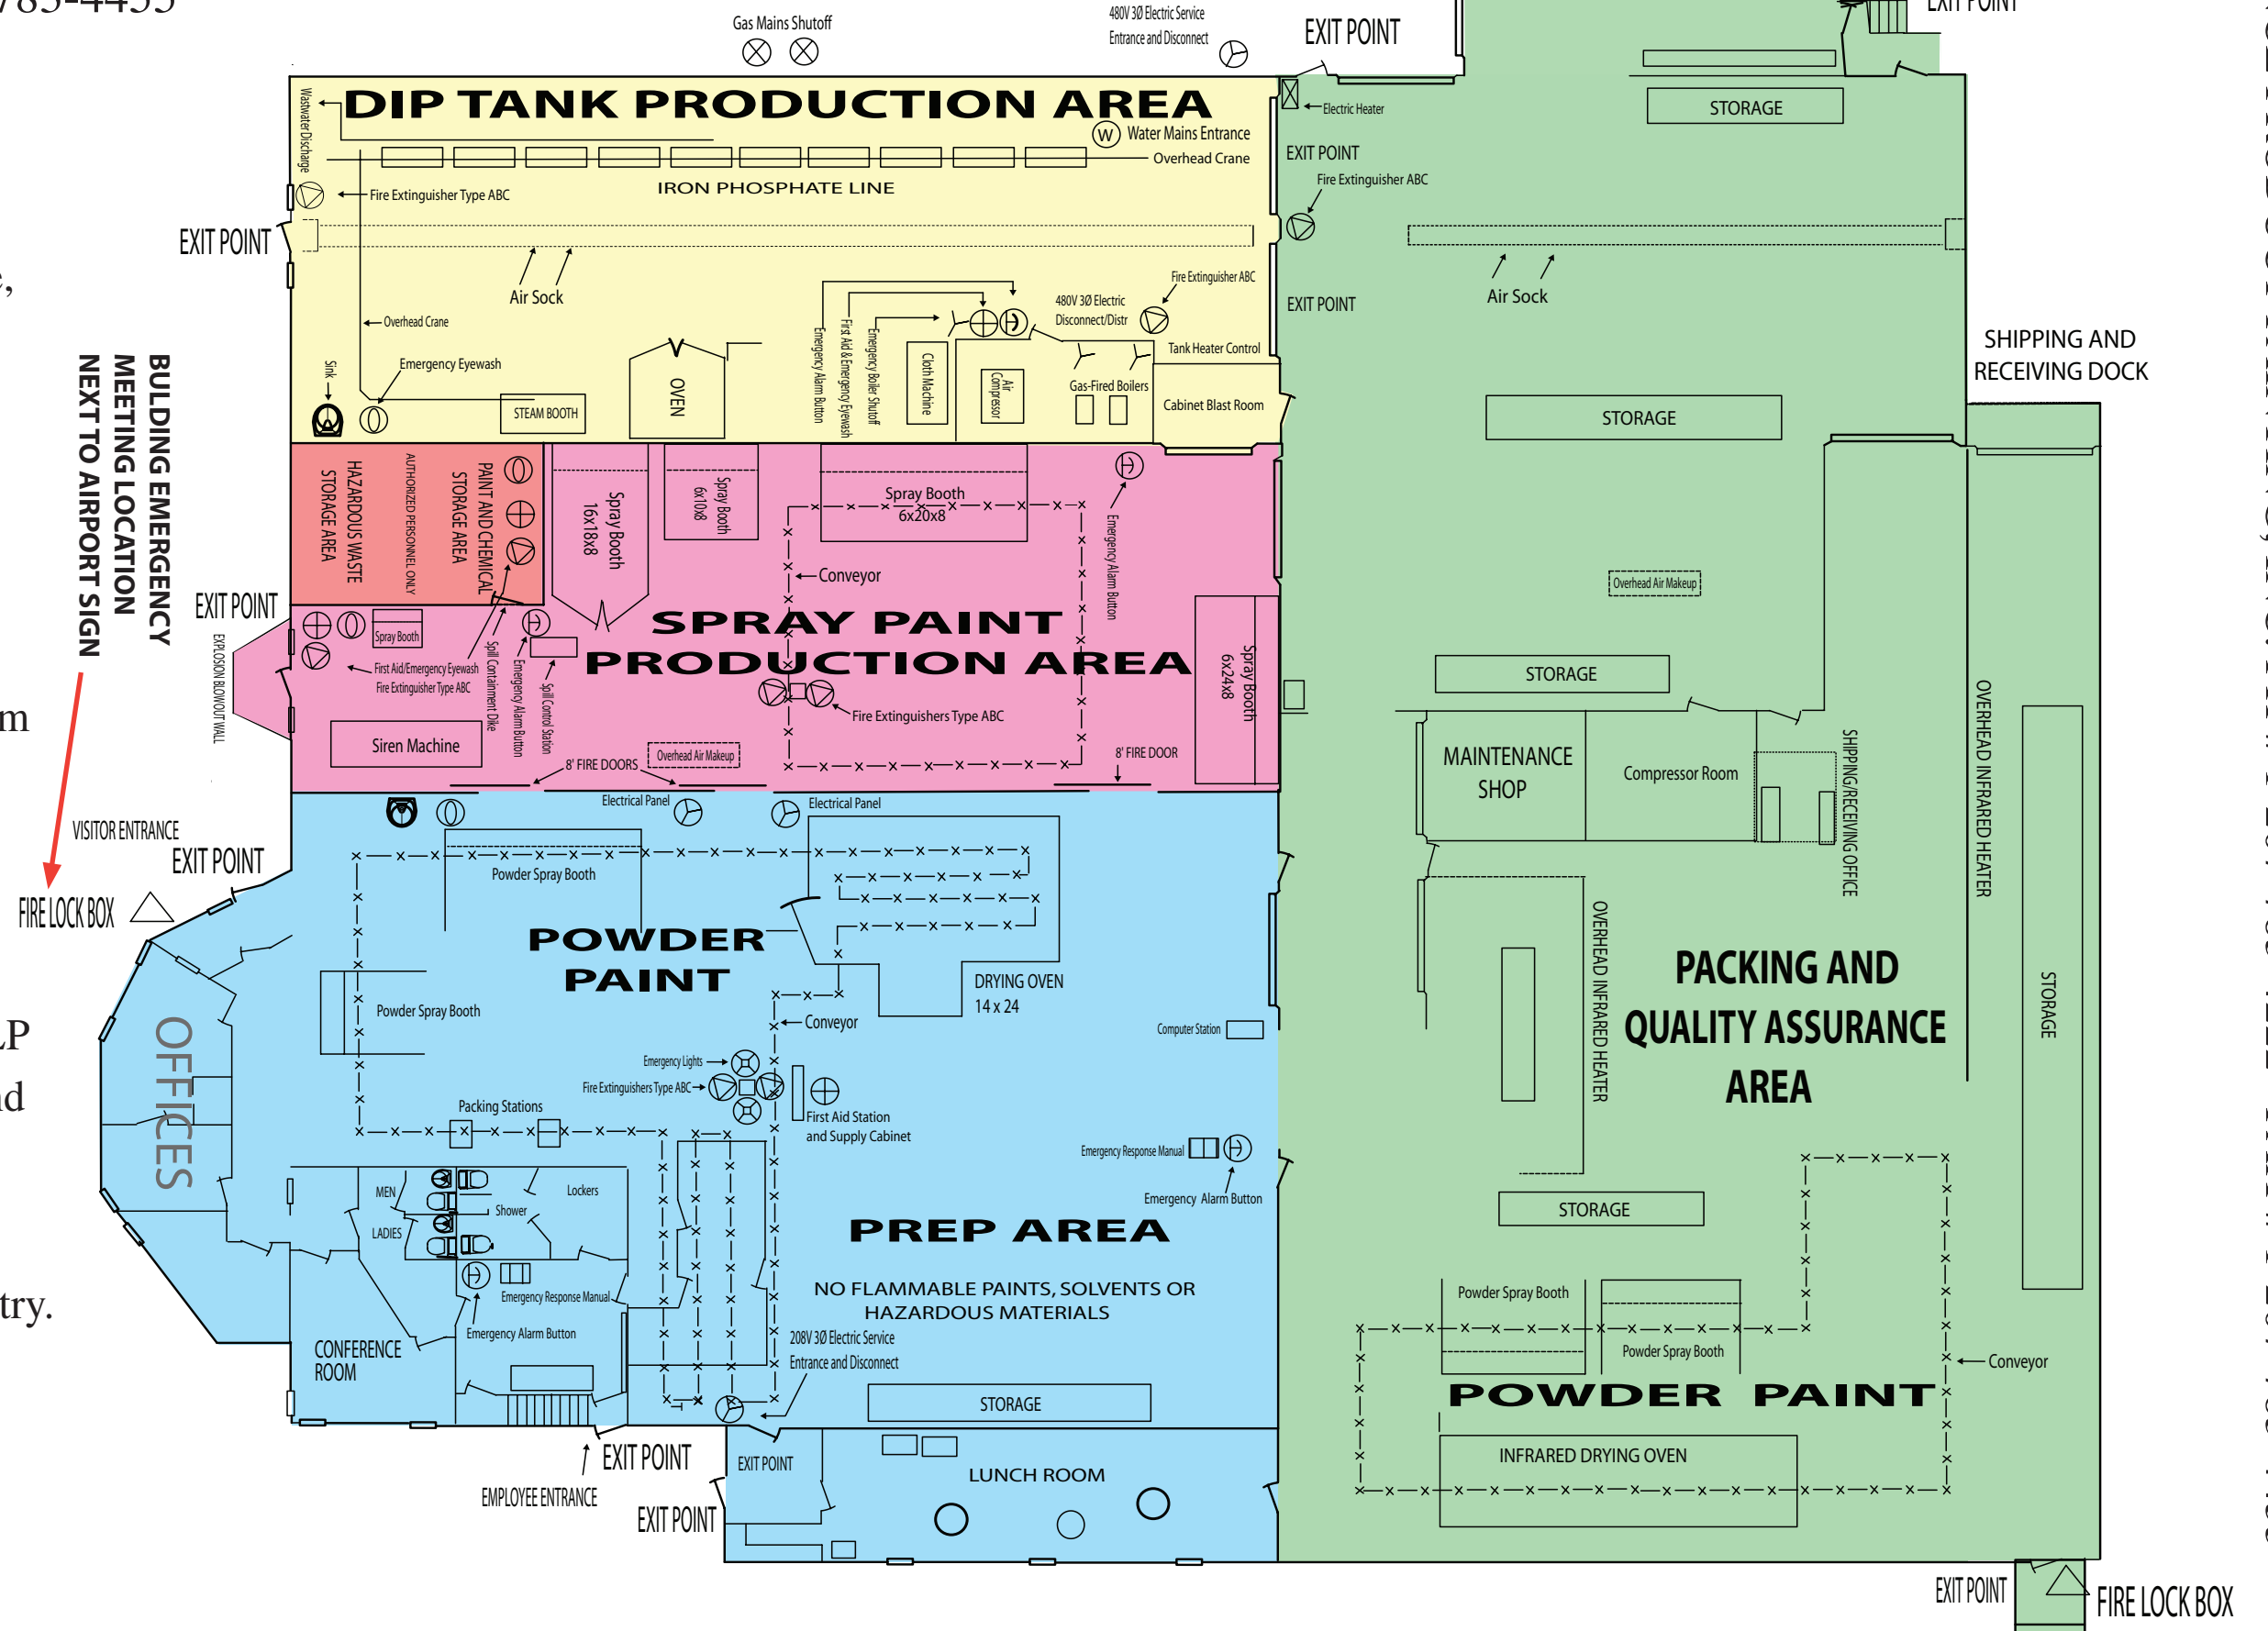 785-4455
Gas Mains Shutoff
480V 3Ø Electric Service
Entrance and Disconnect
EXIT POINT
EXIT POINT
DIP TANK PRODUCTION AREA
Wastwater Discharge
W
Water Mains Entrance
Overhead Crane
IRON PHOSPHATE LINE
Fire Extinguisher Type ABC
EXIT POINT
Air Sock
Overhead Crane
Sink
Emergency Eyewash
STEAM BOOTH
OVEN
Emergency Alarm Button
First Aid & Emergency Eyewash
Emergency Boiler Shutoff
Cloth Machine
Air
Compressor
480V 3Ø Electric
Disconnect/Distr
Fire Extinguisher ABC
Tank Heater Control
Gas-Fired Boilers
Cabinet Blast Room
Electric Heater
EXIT POINT
Fire Extinguisher ABC
EXIT POINT
STORAGE
Air Sock
STORAGE
SHIPPING AND
RECEIVING DOCK
BUILDING EMERGENCY
MEETING LOCATION
NEXT TO AIRPORT SIGN
HAZARDOUS WASTE
STORAGE AREA
AUTHORIZED PERSONNEL ONLY
PAINT AND CHEMICAL
STORAGE AREA
Spray Booth
16x18x8
Spray Booth
6x10x8
Spray Booth
6x20x8
Conveyor
Emergency Alarm Button
SPRAY PAINT
PRODUCTION AREA
Spray Booth
6x24x8
EXIT POINT
EXPLOSION BLOWOUT WALL
Spray Booth
First Aid/Emergency Eyewash
Fire Extinguisher Type ABC
Spill Containment Dike
Emergency Alarm Button
Spill Control Station
Siren Machine
Fire Extinguishers Type ABC
8' FIRE DOORS
Overhead Air Makeup
8' FIRE DOOR
Overhead Air Makeup
STORAGE
MAINTENANCE
SHOP
Compressor Room
SHIPPING/RECEIVING OFFICE
OVERHEAD INFRARED HEATER
STORAGE
VISITOR ENTRANCE
EXIT POINT
FIRE LOCK BOX
Electrical Panel
Electrical Panel
Powder Spray Booth
POWDER
PAINT
Powder Spray Booth
DRYING OVEN
14 x 24
Conveyor
Computer Station
OFFICES
Emergency Lights
Fire Extinguishers Type ABC
First Aid Station
and Supply Cabinet
Packing Stations
Emergency Response Manual
Emergency Alarm Button
MEN
LADIES
Shower
Lockers
Emergency Response Manual
Emergency Alarm Button
CONFERENCE
ROOM
PREP AREA
NO FLAMMABLE PAINTS, SOLVENTS OR
HAZARDOUS MATERIALS
208V 3Ø Electric Service
Entrance and Disconnect
STORAGE
EXIT POINT
EMPLOYEE ENTRANCE
EXIT POINT
EXIT POINT
LUNCH ROOM
OVERHEAD INFRARED HEATER
PACKING AND
QUALITY ASSURANCE
AREA
STORAGE
Powder Spray Booth
Powder Spray Booth
Conveyor
POWDER PAINT
INFRARED DRYING OVEN
EXIT POINT
FIRE LOCK BOX
try.